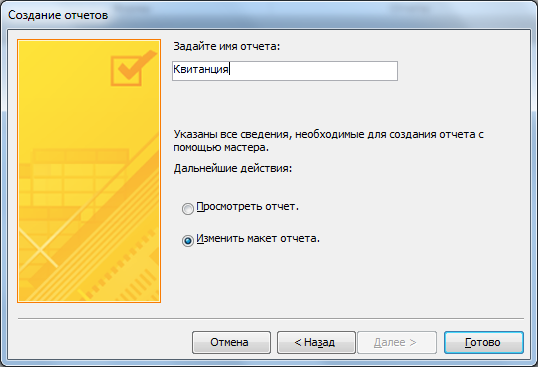 Создание отчетов
Задайте имя отчета:
Квитанция
Указаны все сведения, необходимые для создания отчета с
помощью мастера.
Дальнейшие действия:
Просмотреть отчет.
Изменить макет отчета.
Отмена
< Назад
Далее >
Готово